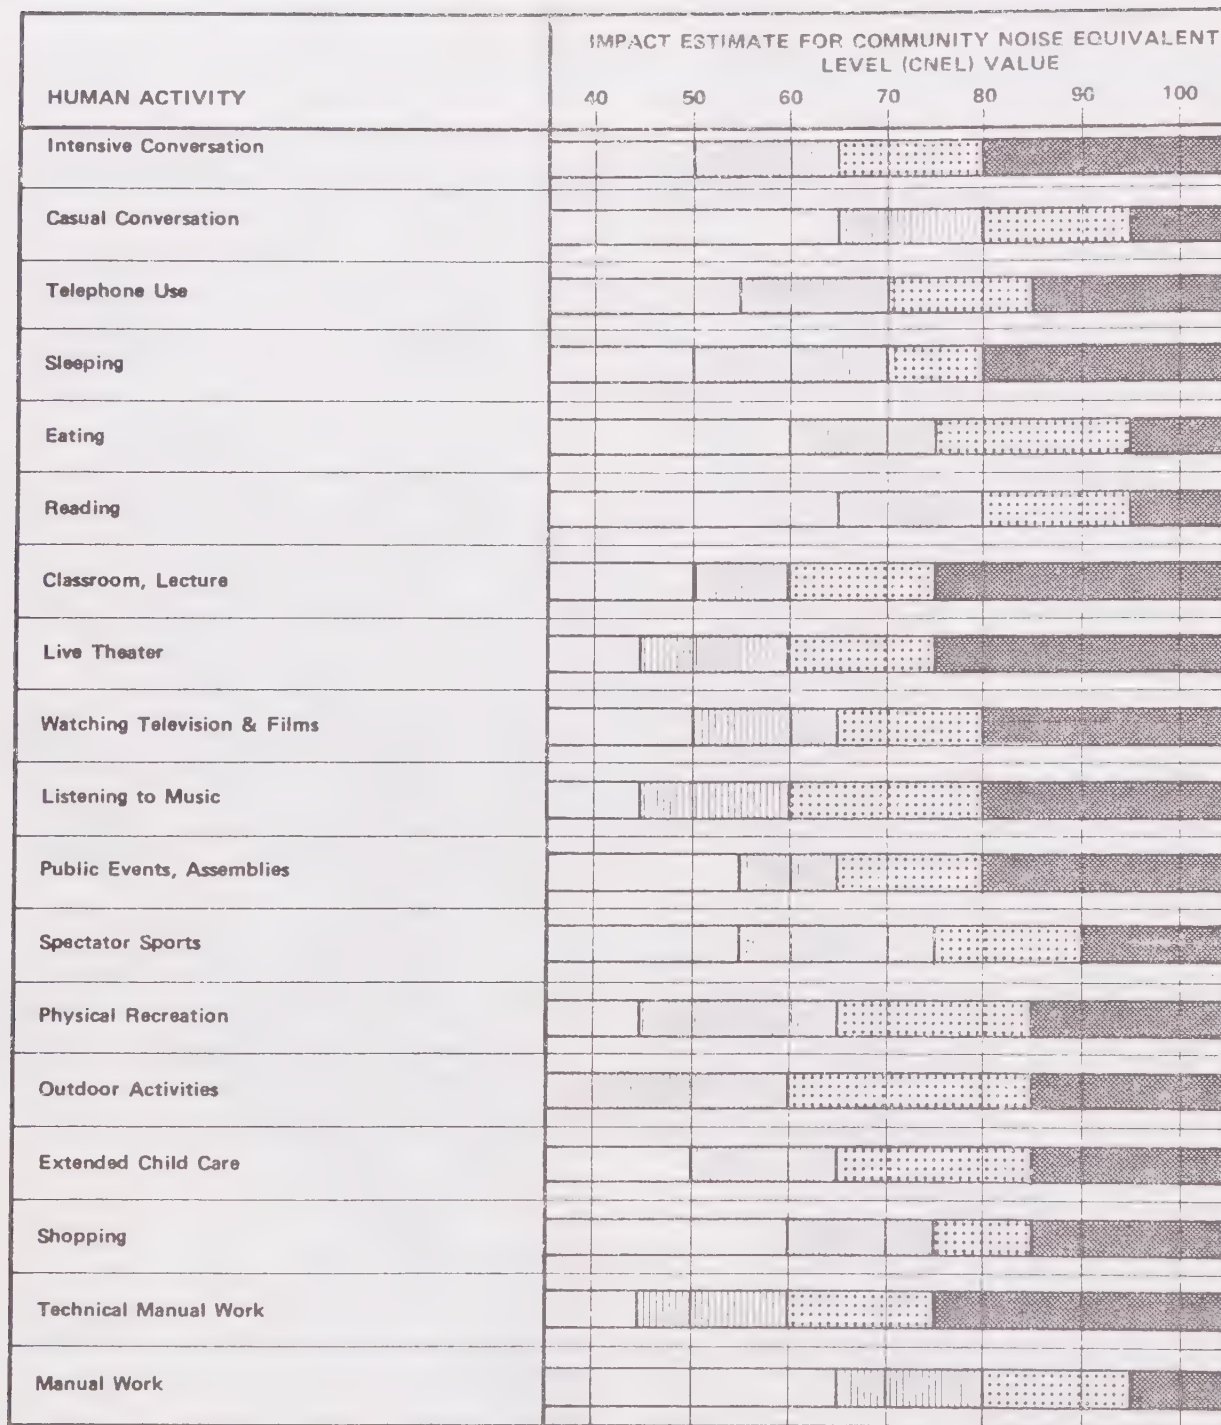 IMPACT ESTIMATE FOR COMMUNITY NOISE EQUIVALENT
LEVEL (CNEL) VALUE
HUMAN ACTIVITY
40 50 60 70 80 90 100
Intensive Conversation
Casual Conversation
Telephone Use
Sleeping
Eating
Reading
Classroom, Lecture
Live Theater
Watching Television & Films
Listening to Music
Public Events, Assemblies
Spectator Sports
Physical Recreation
Outdoor Activities
Extended Child Care
Shopping
Technical Manual Work
Manual Work